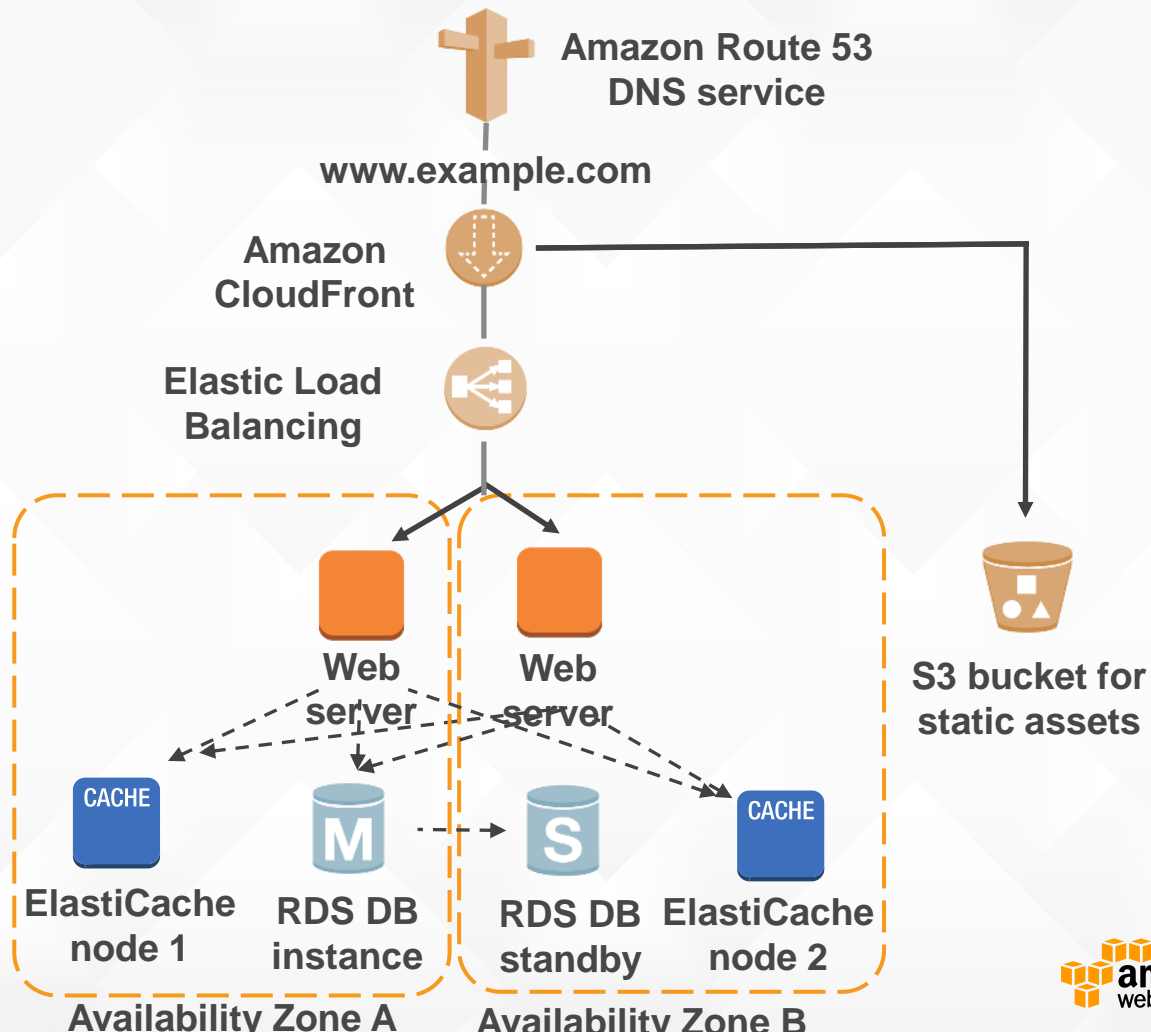 Amazon Route 53
DNS service
www.example.com
Amazon
CloudFront
Elastic Load
Balancing
Web
server
Web
server
S3 bucket for
static assets
CACHE
M
S
CACHE
ElastiCache
node 1
RDS DB
instance
RDS DB
standby
ElastiCache
node 2
Availability Zone A
Availability Zone B